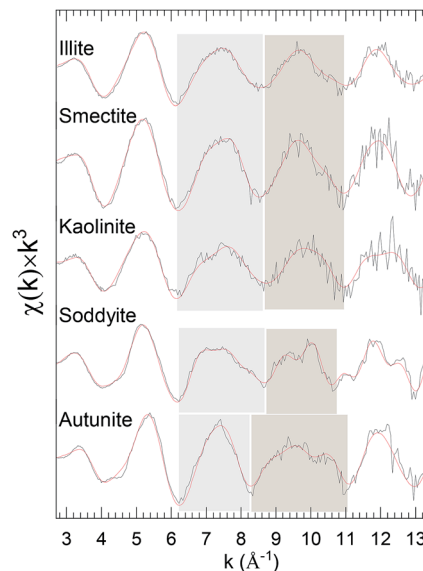 Illite
Smectite
Kaolinite
Soddyite
Autunite
χ(k)×k³
3 4 5 6 7 8 9 10 11 12 13
k (Å⁻¹)